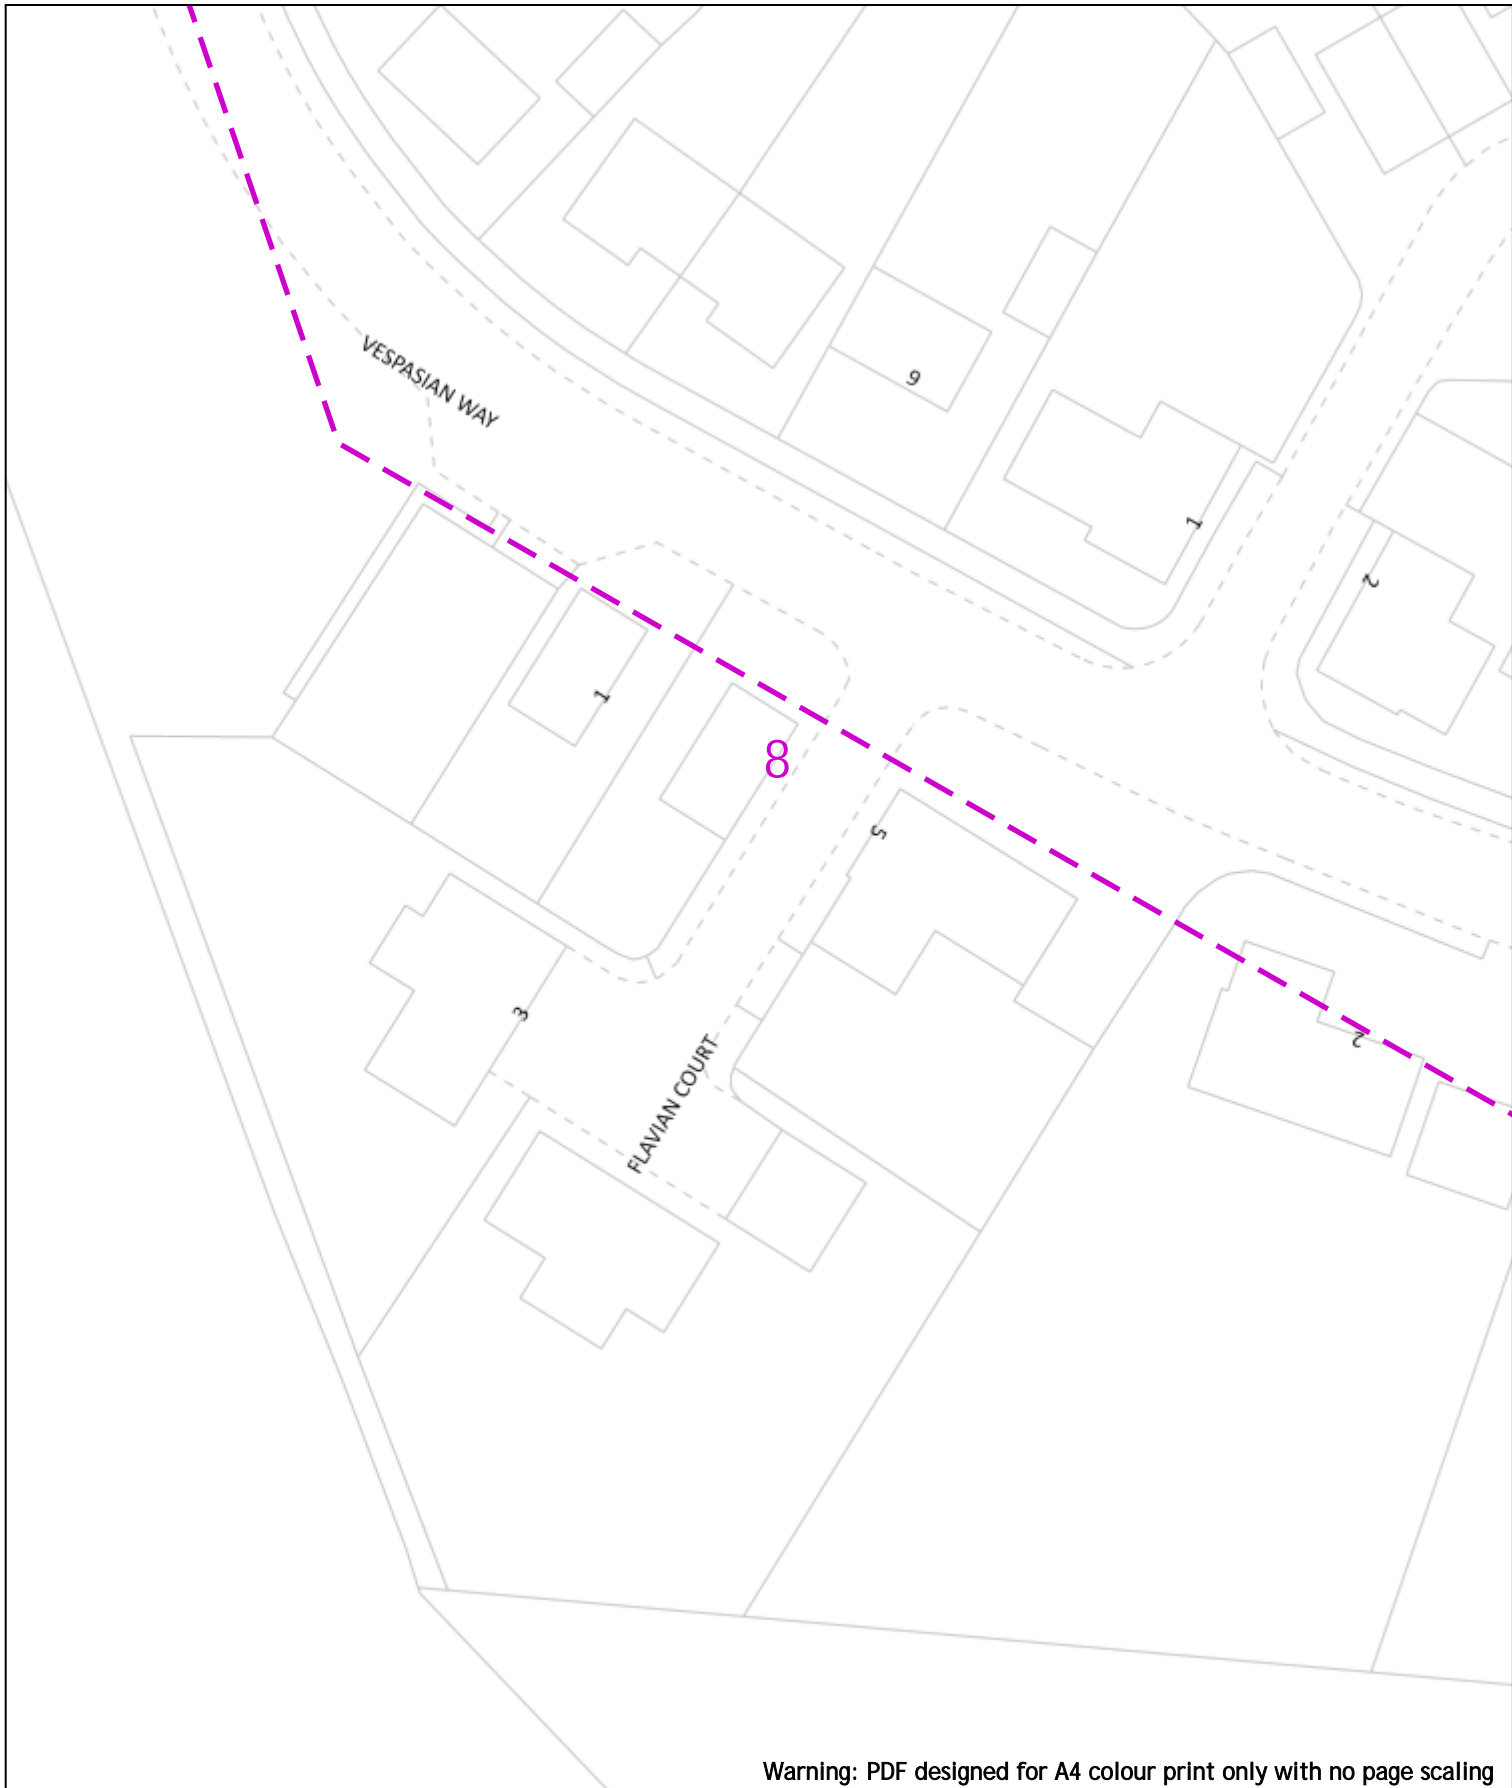 VESPASIAN WAY
9
1
2
1
8
5
3
FLAVIAN COURT
2
Warning: PDF designed for A4 colour print only with no page scaling